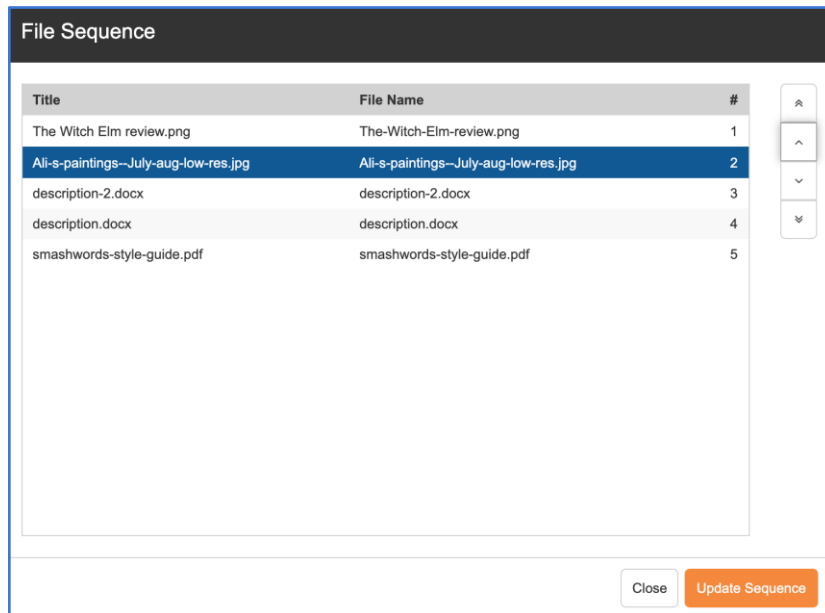 File Sequence
Title File Name #
The Witch Elm review.png The-Witch-Elm-review.png 1
Ali-s-paintings--July-aug-low-res.jpg Ali-s-paintings--July-aug-low-res.jpg 2
description-2.docx description-2.docx 3
description.docx description.docx 4
smashwords-style-guide.pdf smashwords-style-guide.pdf 5
Close Update Sequence